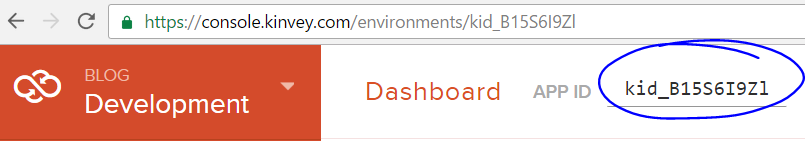 https://console.kinvey.com/environments/kid_B15S6I9Zl
BLOG
Development
Dashboard APP ID kid_B15S6I9Zl